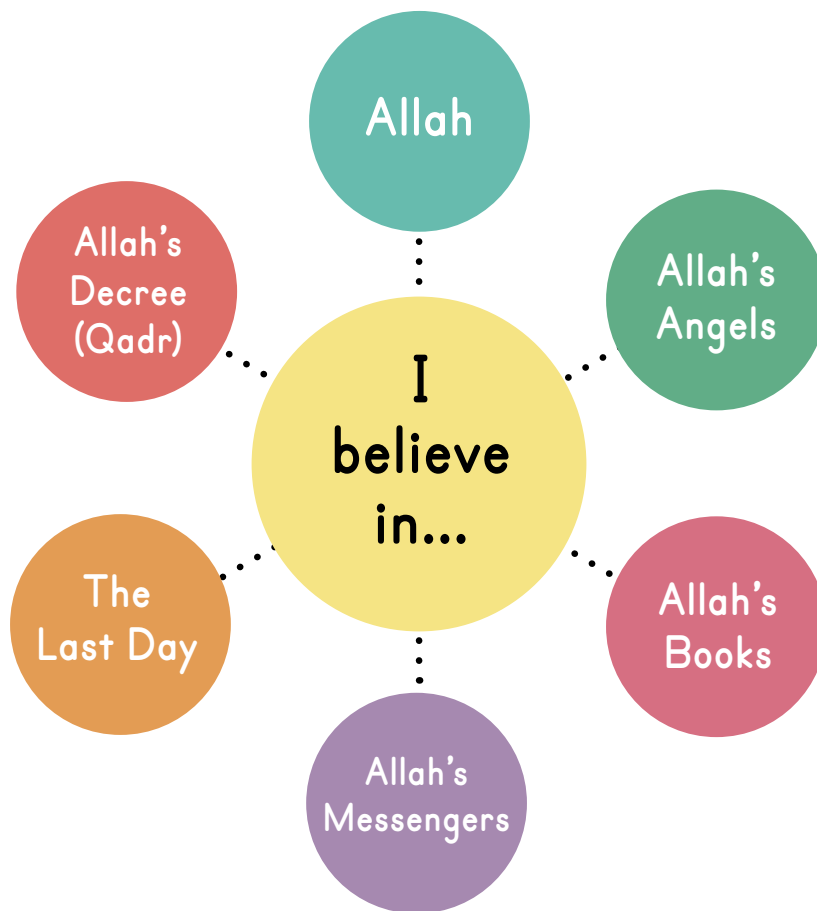 Allah
Allah's
Angels
Allah's
Books
Allah's
Messengers
The
Last Day
Allah's
Decree
(Qadr)
I
believe
in...